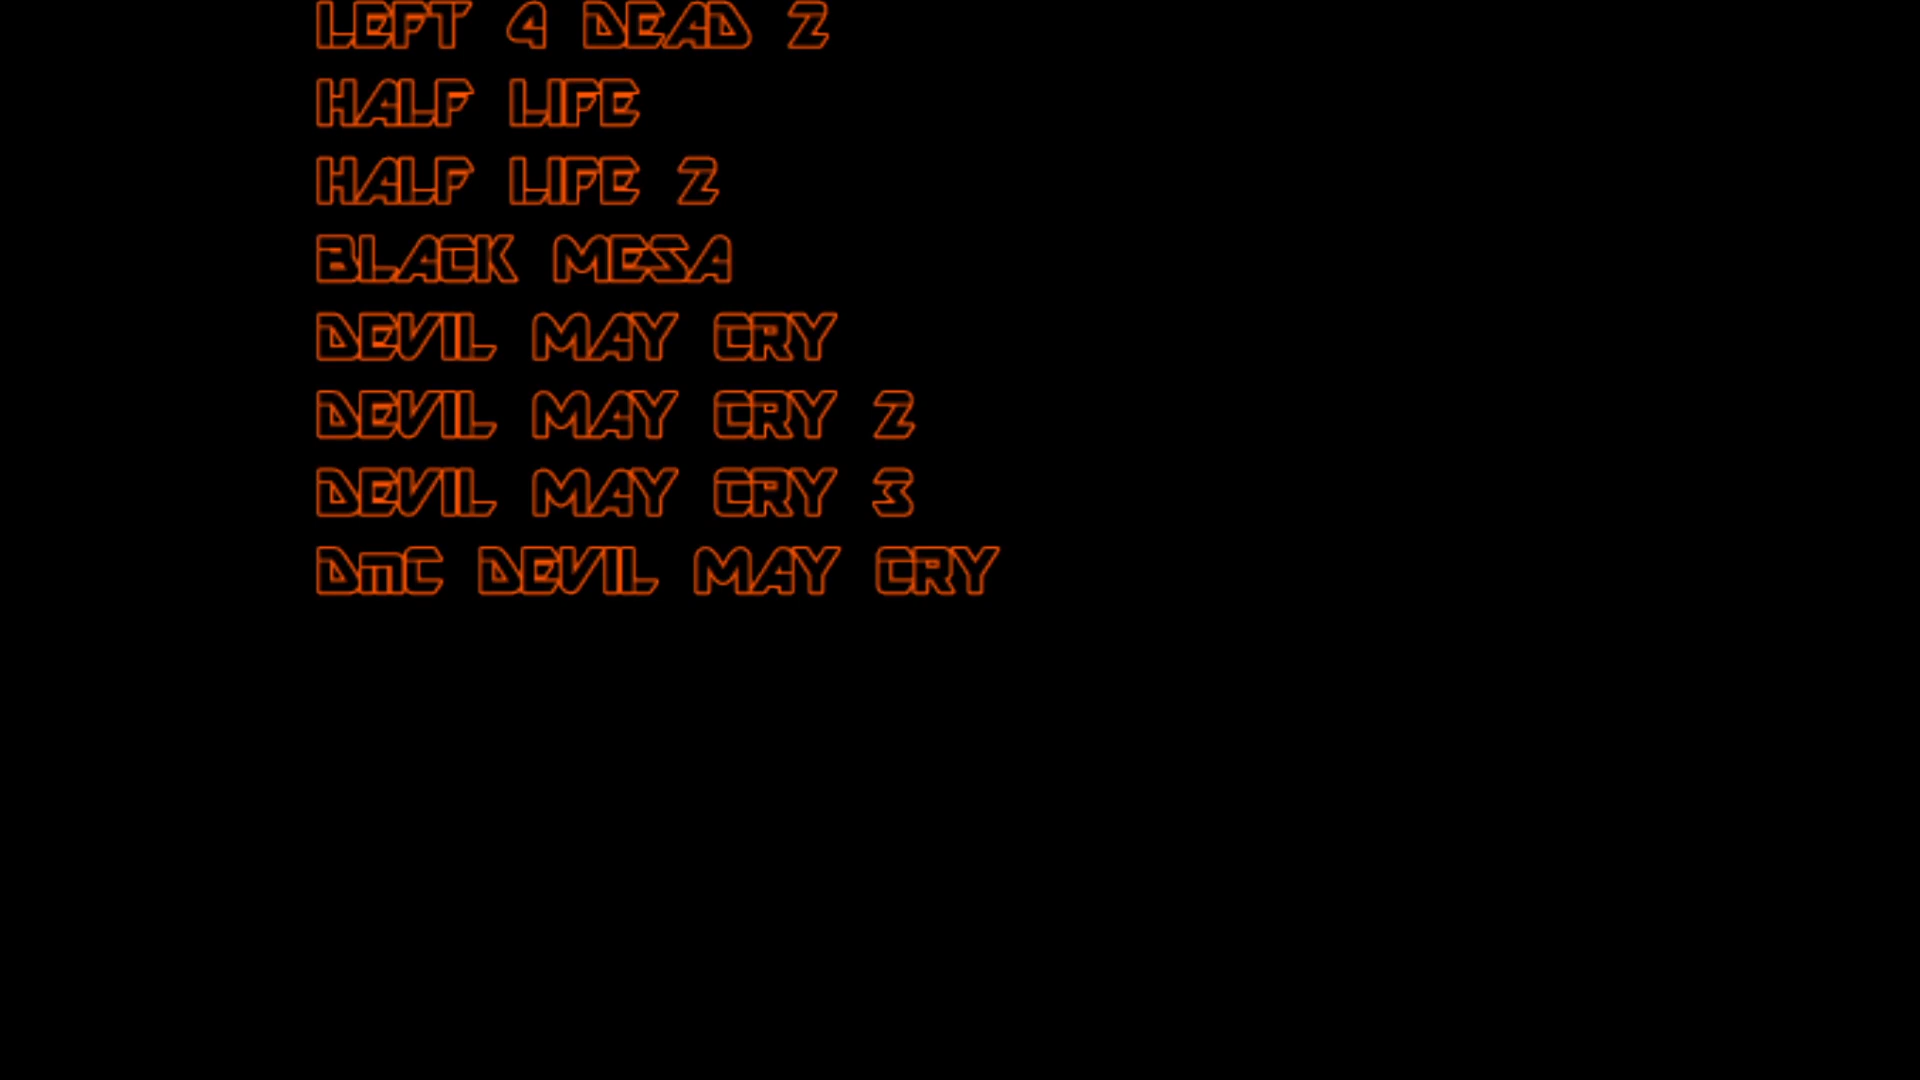 LEFT 4 DEAD 2
HALF LIFE
HALF LIFE 2
BLACK MESA
DEVIL MAY CRY
DEVIL MAY CRY 2
DEVIL MAY CRY 3
DmC DEVIL MAY CRY